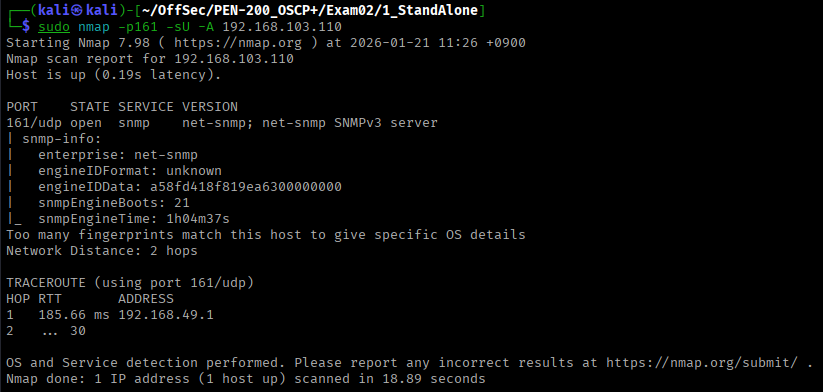 ┌──(kali㉿kali)-[~/OffSec/PEN-200_OSCP+/Exam02/1_StandAlone]
└─$ sudo nmap -p161 -sU -A 192.168.103.110
Starting Nmap 7.98 ( https://nmap.org ) at 2026-01-21 11:26 +0900
Nmap scan report for 192.168.103.110
Host is up (0.19s latency).

PORT    STATE SERVICE VERSION
161/udp open  snmp    net-snmp; net-snmp SNMPv3 server
| snmp-info:
|   enterprise: net-snmp
|   engineIDFormat: unknown
|   engineIDData: a58fd418f819ea6300000000
|   snmpEngineBoots: 21
|_  snmpEngineTime: 1h04m37s
Too many fingerprints match this host to give specific OS details
Network Distance: 2 hops

TRACEROUTE (using port 161/udp)
HOP RTT       ADDRESS
1   185.66 ms 192.168.49.1
2   ... 30

OS and Service detection performed. Please report any incorrect results at https://nmap.org/submit/ .
Nmap done: 1 IP address (1 host up) scanned in 18.89 seconds